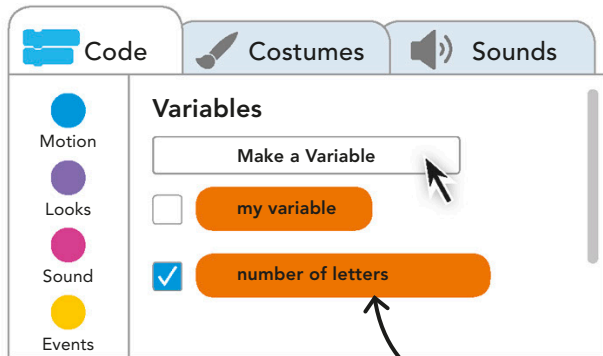 Code
Costumes
Sounds
Motion
Looks
Sound
Events
Variables
Make a Variable
my variable
number of letters